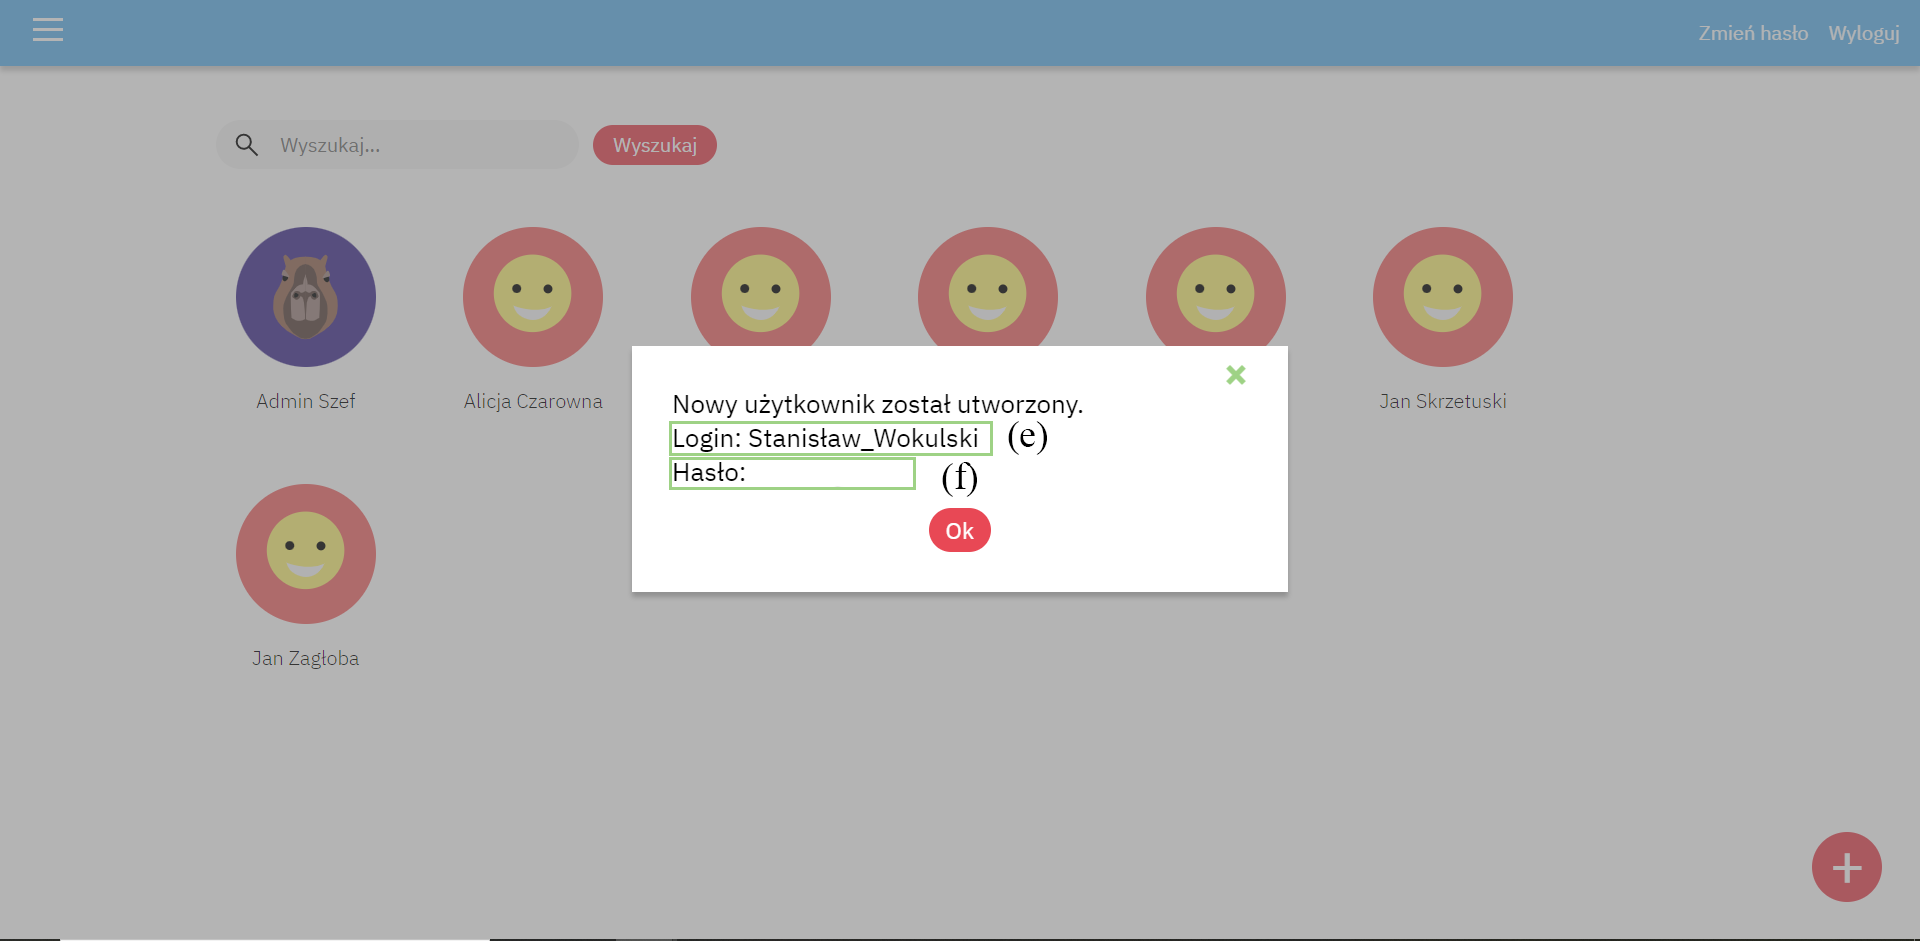 Zmień hasło Wyloguj
Wyszukaj... Wyszukaj
Admin Szef Alicja Czarowna Jan Skrzetuski
Nowy użytkownik został utworzony.
Login: Stanisław_Wokulski (e)
Hasło: (f)
Ok
Jan Zagłoba